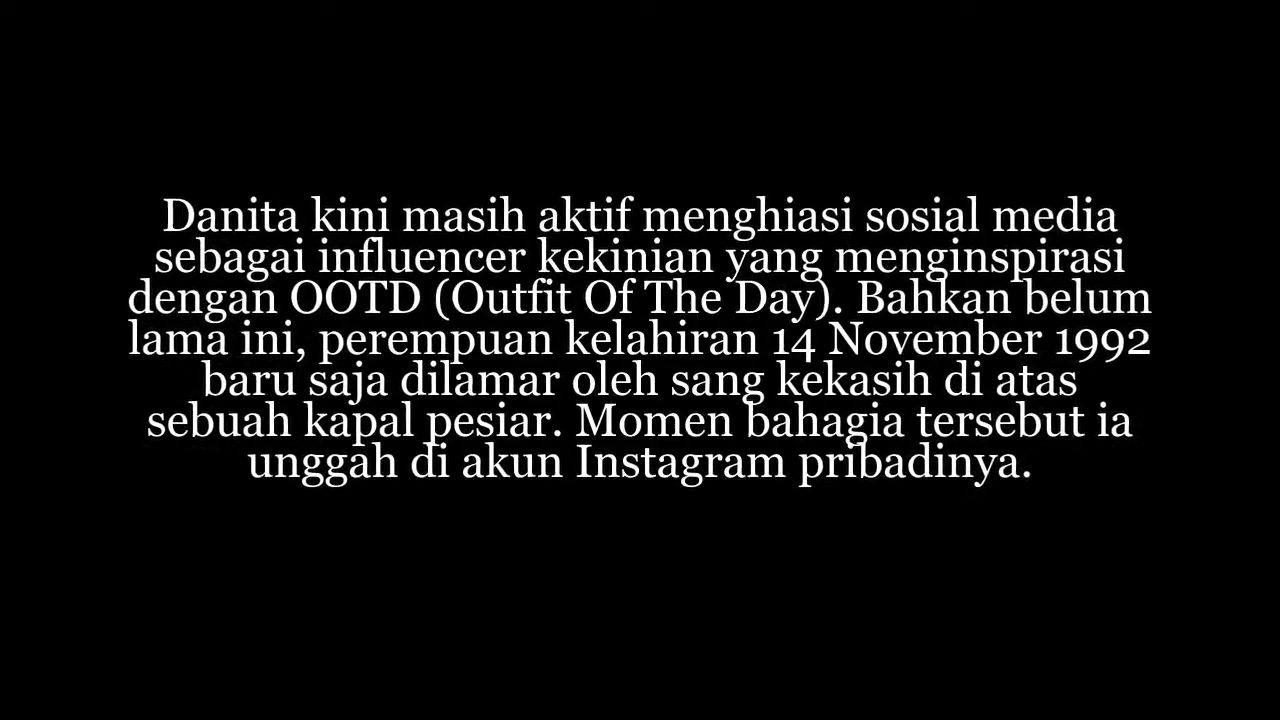 Danita kini masih aktif menghiasi sosial media
sebagai influencer kekinian yang menginspirasi
dengan OOTD (Outfit Of The Day). Bahkan belum
lama ini, perempuan kelahiran 14 November 1992
baru saja dilamar oleh sang kekasih di atas
sebuah kapal pesiar. Momen bahagia tersebut ia
unggah di akun Instagram pribadinya.